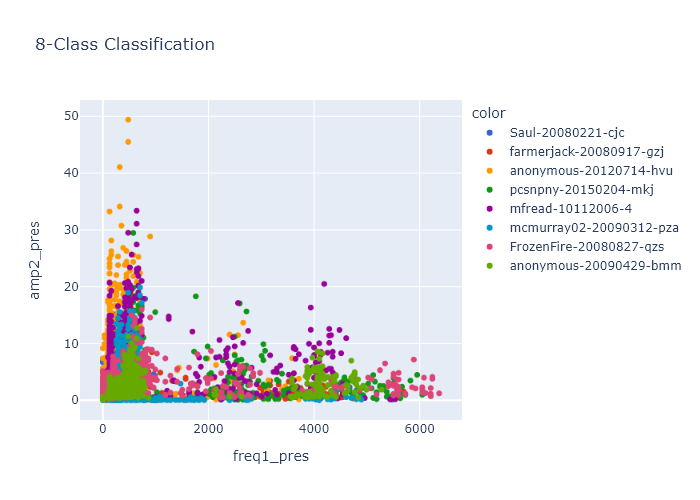 8-Class Classification
color
Saul-20080221-cjc
farmerjack-20080917-gzj
anonymous-20120714-hvu
pcsnpny-20150204-mkj
mfread-10112006-4
mcmurray02-20090312-pza
FrozenFire-20080827-qzs
anonymous-20090429-bmm
amp2_pres
50
40
30
20
10
0
0
2000
4000
6000
freq1_pres